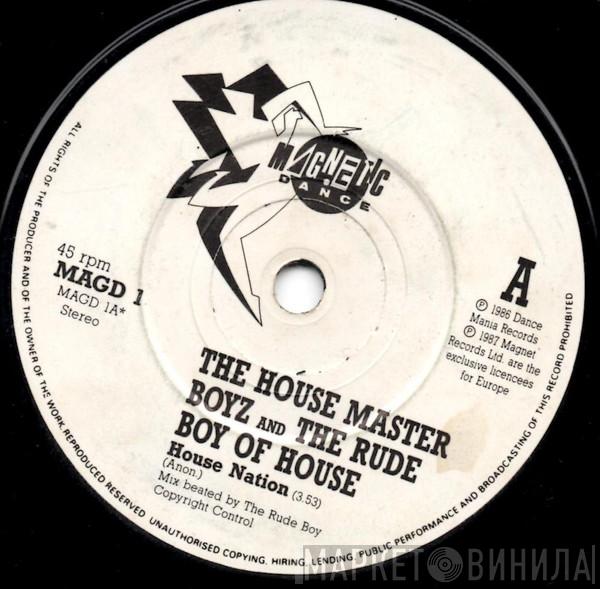 MAGNETIC
DANCE
45 rpm
MAGD 1
MAGD 1A*
Stereo
A
℗ 1986 Dance
Mania Records
℗ 1987 Magnet
Records Ltd. are the
exclusive licencees
for Europe
THE HOUSE MASTER
BOYZ AND THE RUDE
BOY OF HOUSE
House Nation (3.53)
(Anon.)
Mix beated by The Rude Boy
Copyright Control
ALL RIGHTS OF THE PRODUCER AND OF THE OWNER OF THE WORK REPRODUCED RESERVED. UNAUTHORISED COPYING, HIRING, LENDING, PUBLIC PERFORMANCE AND BROADCASTING OF THIS RECORD PROHIBITED
МАРКЕТ ВИНИЛА